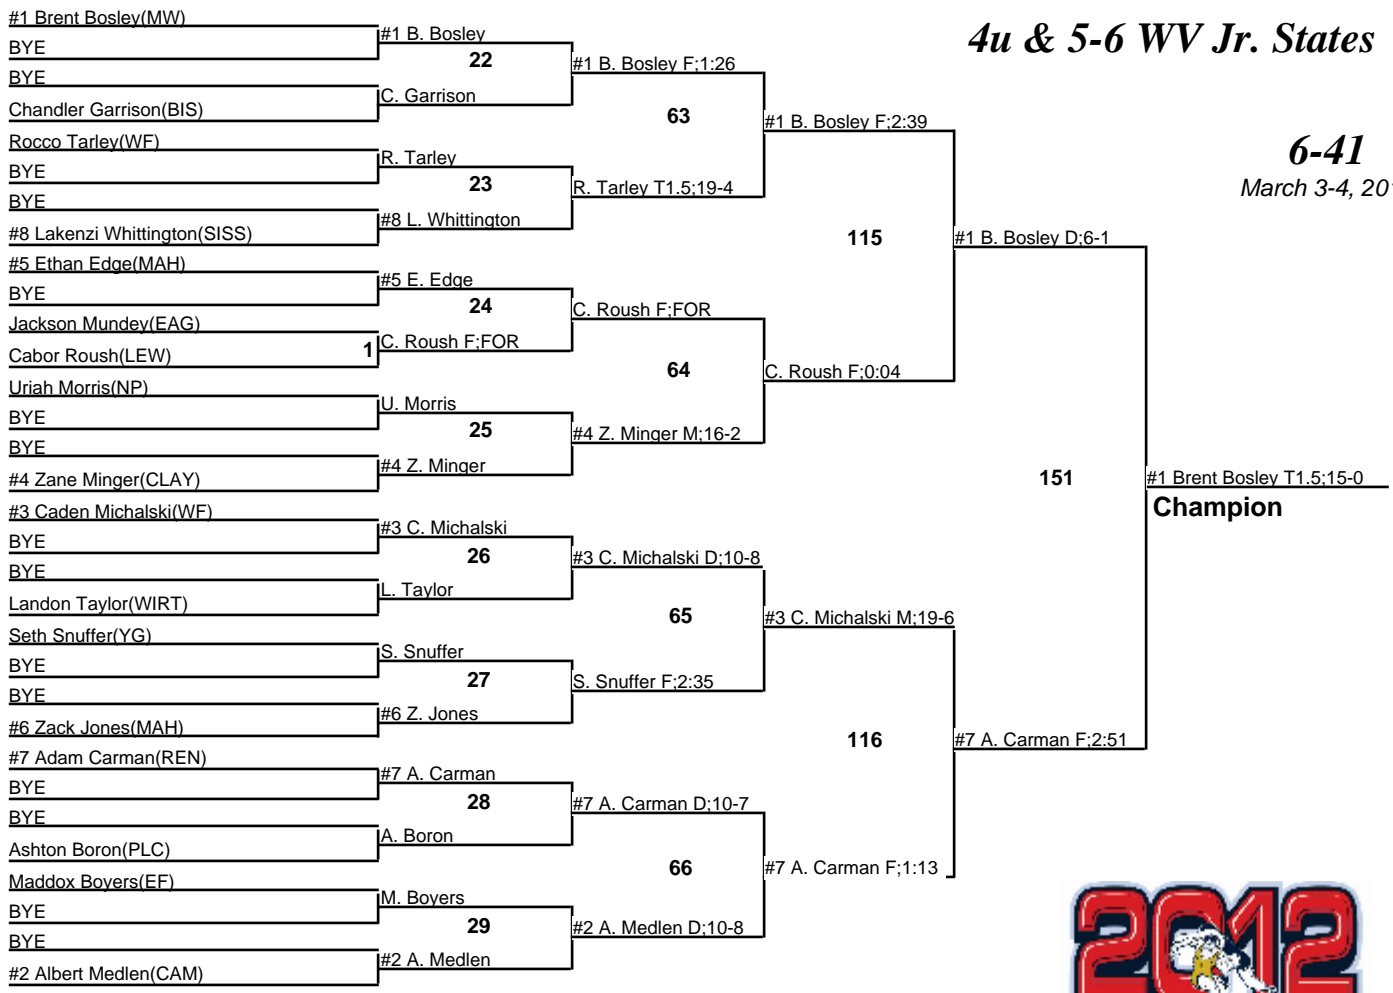 4u & 5-6 WV Jr. States
6-41
March 3-4, 201
#1 Brent Bosley(MW)
BYE
BYE
Chandler Garrison(BIS)
Rocco Tarley(WF)
BYE
BYE
#8 Lakenzi Whittington(SISS)
#5 Ethan Edge(MAH)
BYE
Jackson Mundey(EAG)
Cabor Roush(LEW)
Uriah Morris(NP)
BYE
BYE
#4 Zane Minger(CLAY)
#3 Caden Michalski(WF)
BYE
BYE
Landon Taylor(WIRT)
Seth Snuffer(YG)
BYE
BYE
#6 Zack Jones(MAH)
#7 Adam Carman(REN)
BYE
BYE
Ashton Boron(PLC)
Maddox Boyers(EF)
BYE
BYE
#2 Albert Medlen(CAM)
1
#1 B. Bosley
22
C. Garrison
R. Tarley
23
#8 L. Whittington
#5 E. Edge
24
C. Roush F;FOR
U. Morris
25
#4 Z. Minger
#3 C. Michalski
26
L. Taylor
S. Snuffer
27
#6 Z. Jones
#7 A. Carman
28
A. Boron
M. Boyers
29
#2 A. Medlen
#1 B. Bosley F;1:26
63
R. Tarley T1.5;19-4
C. Roush F;FOR
64
#4 Z. Minger M;16-2
#3 C. Michalski D;10-8
65
S. Snuffer F;2:35
#7 A. Carman D;10-7
66
#2 A. Medlen D;10-8
#1 B. Bosley F;2:39
115
C. Roush F;0:04
#3 C. Michalski M;19-6
116
#7 A. Carman F;1:13
#1 B. Bosley D;6-1
151
#7 A. Carman F;2:51
#1 Brent Bosley T1.5;15-0
Champion
2012